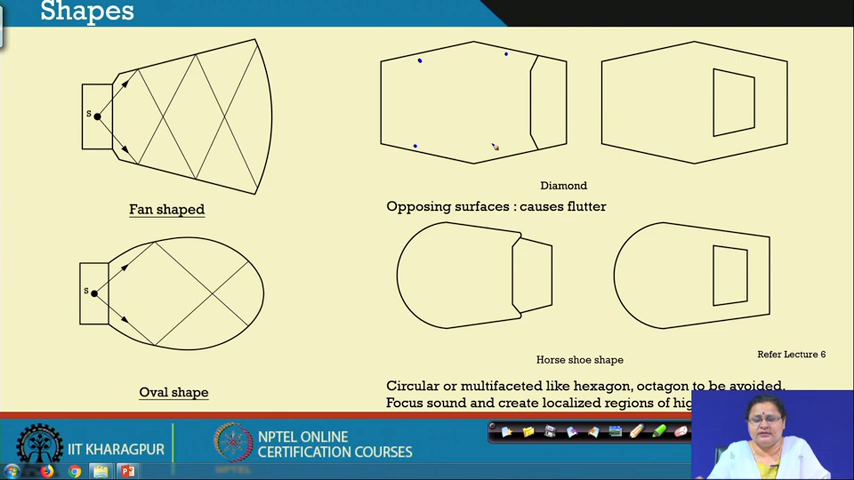 Shapes
S
Fan shaped
Diamond
Opposing surfaces : causes flutter
S
Oval shape
Horse shoe shape
Refer Lecture 6
Circular or multifaceted like hexagon, octagon to be avoided.
Focus sound and create localized regions of
IIT KHARAGPUR
NPTEL ONLINE
CERTIFICATION COURSES
NPTEL